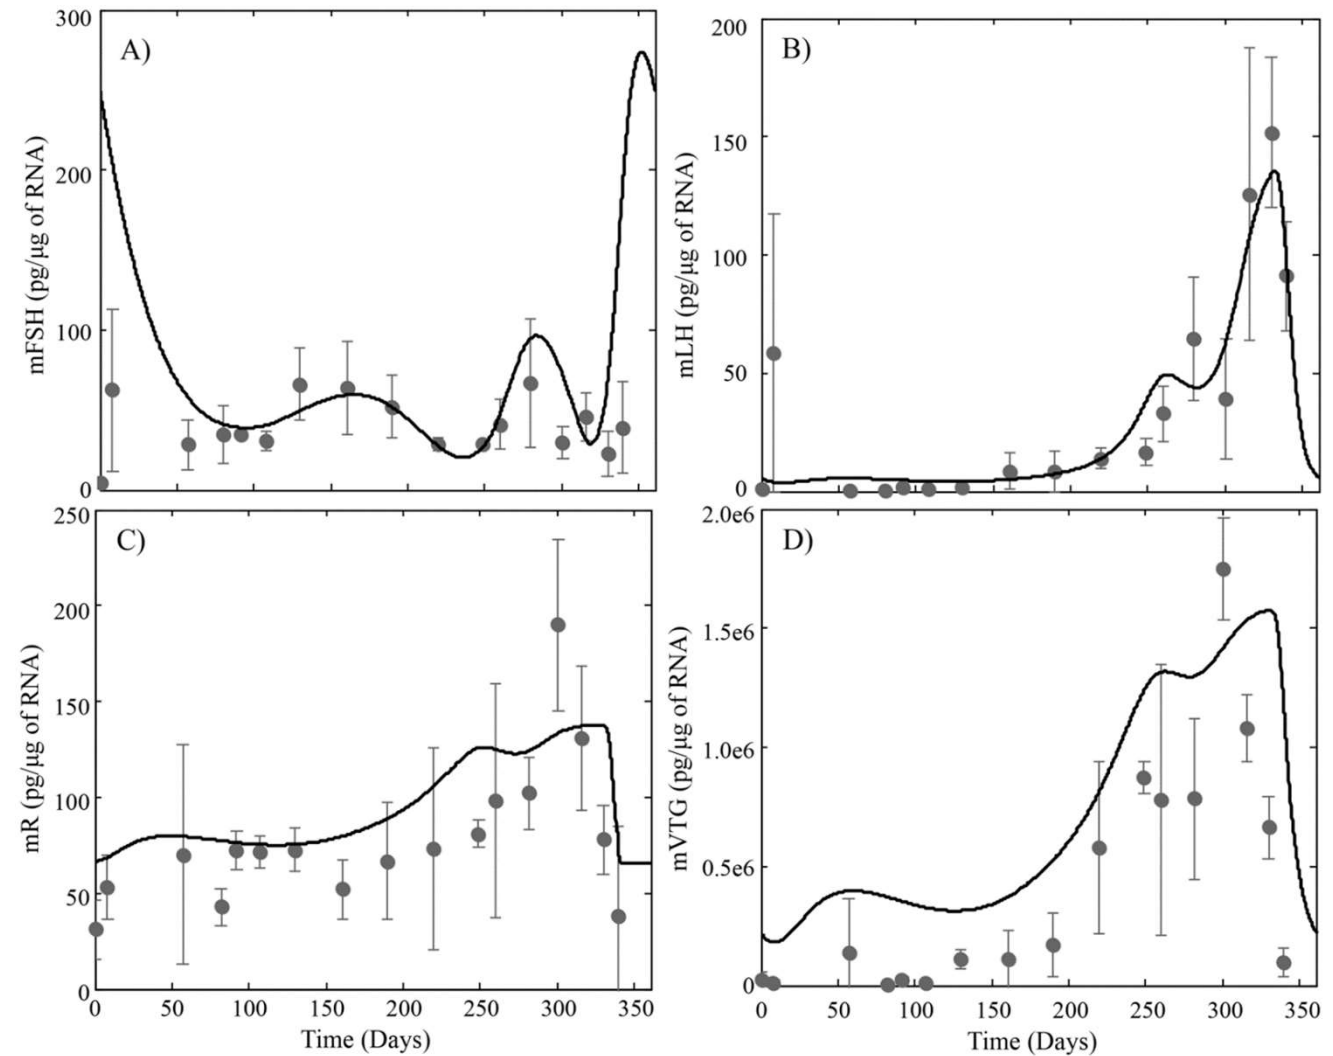 A)
300
200
100
0
mFSH (pg/µg of RNA)
B)
200
150
100
50
0
mLH (pg/µg of RNA)
C)
250
200
150
100
50
0
mR (pg/µg of RNA)
0 50 100 150 200 250 300 350
Time (Days)
D)
2.0e6
1.5e6
1.0e6
0.5e6
0
mVTG (pg/µg of RNA)
0 50 100 150 200 250 300 350
Time (Days)